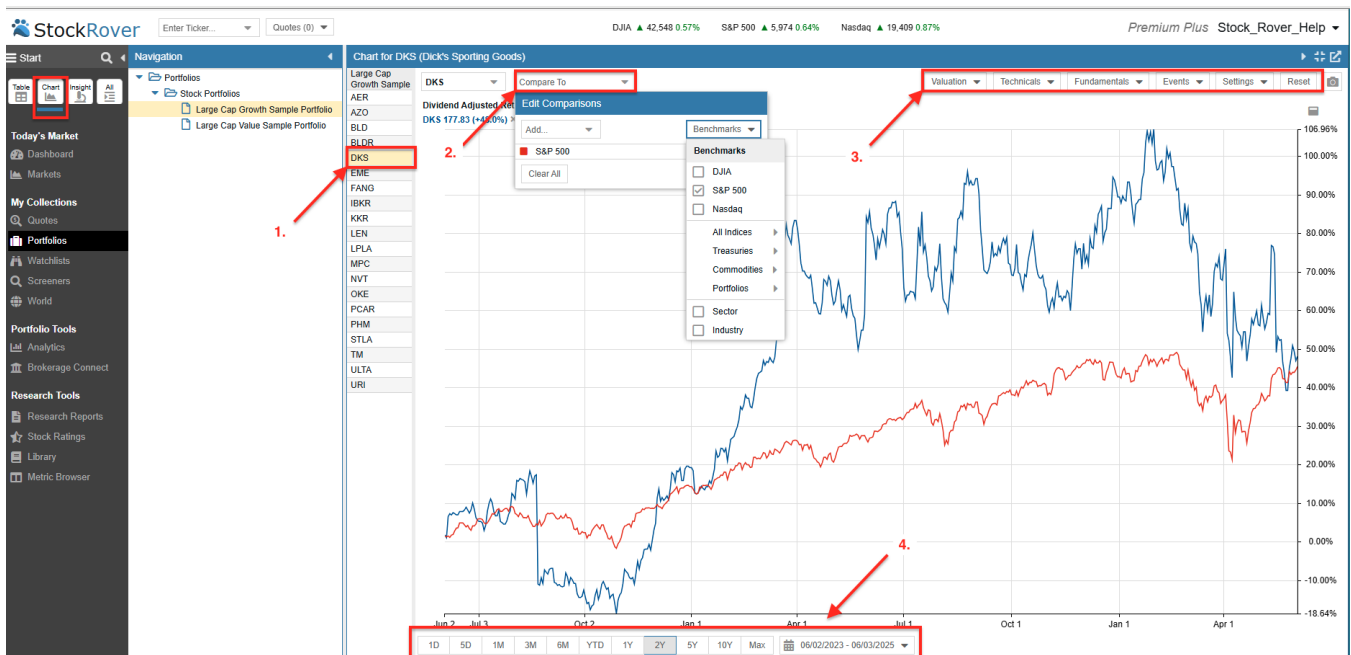 StockRover
Enter Ticker...
Quotes (0)
DJIA ▲ 42,548 0.57% S&P 500 ▲ 5,974 0.64% Nasdaq ▲ 19,409 0.87%
Premium Plus Stock_Rover_Help
Start
Table Chart Insight All
Today's Market
Dashboard
Markets
My Collections
Quotes
Portfolios
Watchlists
Screeners
World
Portfolio Tools
Analytics
Brokerage Connect
Research Tools
Research Reports
Stock Ratings
Library
Metric Browser
Navigation
Portfolios
Stock Portfolios
Large Cap Growth Sample Portfolio
Large Cap Value Sample Portfolio
Chart for DKS (Dick's Sporting Goods)
Large Cap
Growth Sample
AER
AZO
BLD
BLDR
DKS
EME
FANG
IBKR
KKR
LEN
LPLA
MPC
NVT
OKE
PCAR
PHM
STLA
TM
ULTA
URI
1.
DKS
Compare To
Valuation Technicals Fundamentals Events Settings Reset
Dividend Adjusted
DKS 177.83
2.
Edit Comparisons
Add...
Benchmarks
S&P 500
Clear All
Benchmarks
DJIA
S&P 500
Nasdaq
All Indices
Treasuries
Commodities
Portfolios
Sector
Industry
3.
106.96%
100.00%
90.00%
80.00%
70.00%
60.00%
50.00%
40.00%
30.00%
20.00%
10.00%
0.00%
-10.00%
-18.64%
4.
Jun 2 Jul 3 Oct 2 Jan 1 Apr 1 Jul 1 Oct 1 Jan 1 Apr 1
1D 5D 1M 3M 6M YTD 1Y 2Y 5Y 10Y Max 06/02/2023 - 06/03/2025